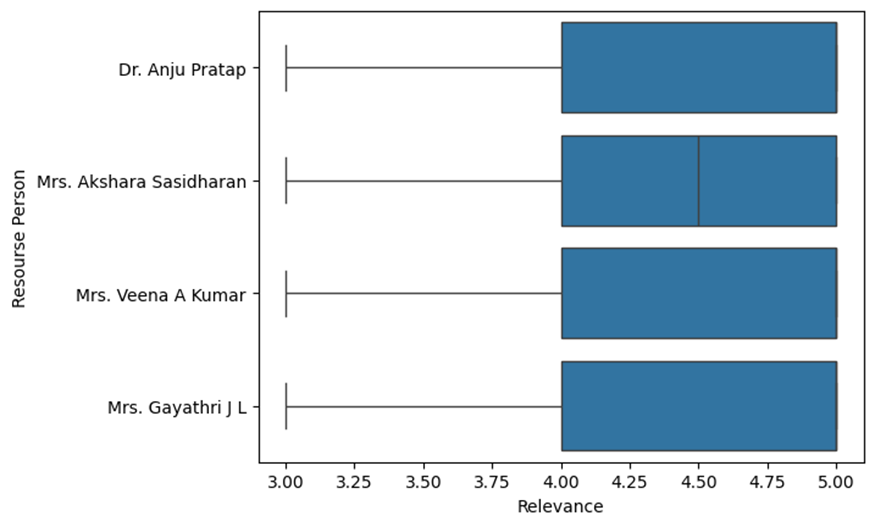 Resourse Person
Dr. Anju Pratap
Mrs. Akshara Sasidharan
Mrs. Veena A Kumar
Mrs. Gayathri J L
3.00 3.25 3.50 3.75 4.00 4.25 4.50 4.75 5.00
Relevance